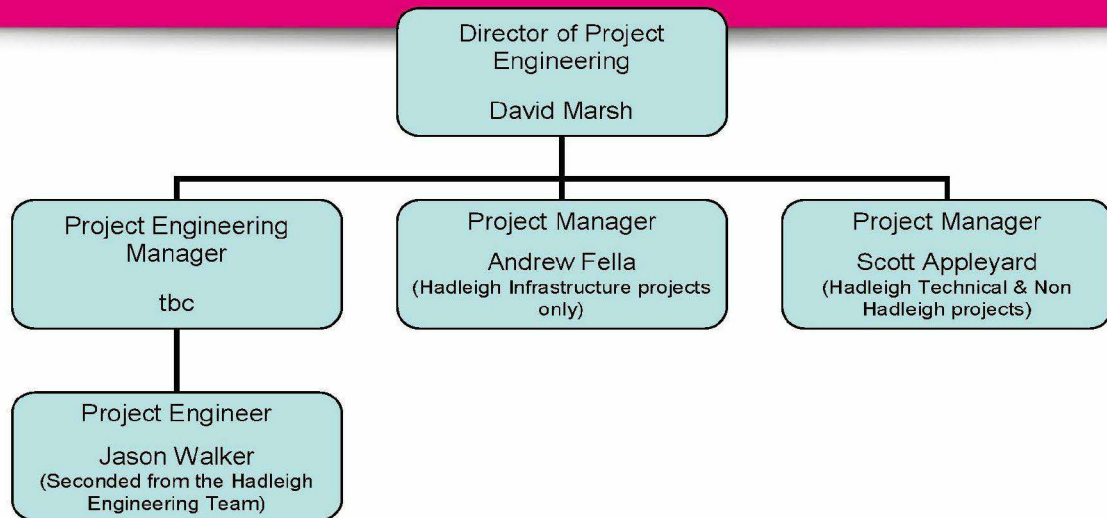 Director of Project
Engineering
David Marsh
Project Engineering
Manager
tbc
Project Manager
Andrew Fella
(Hadleigh Infrastructure projects
only)
Project Manager
Scott Appleyard
(Hadleigh Technical & Non
Hadleigh projects)
Project Engineer
Jason Walker
(Seconded from the Hadleigh
Engineering Team)